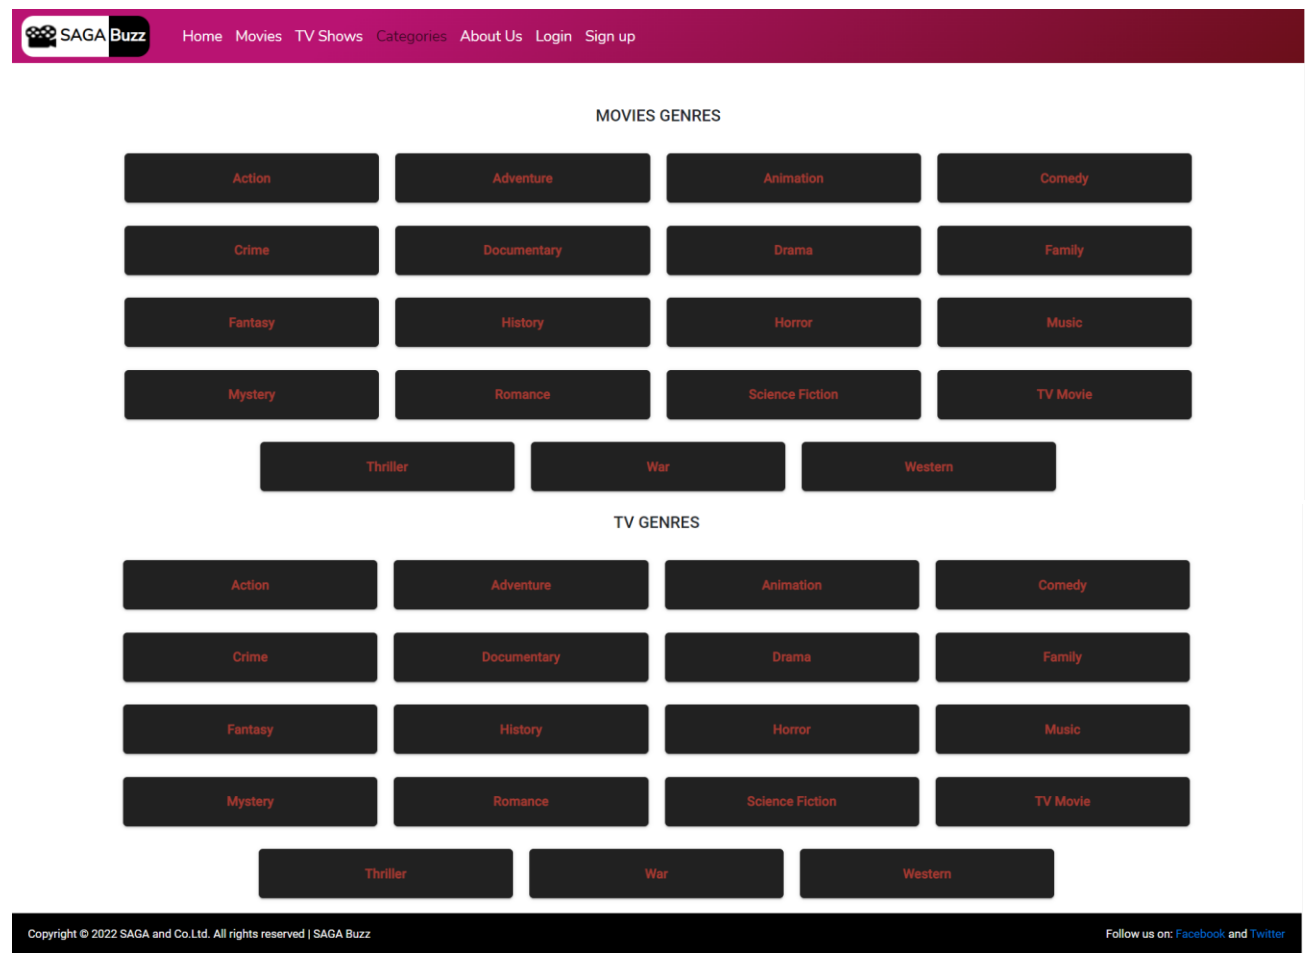 SAGA Buzz Home Movies TV Shows Categories About Us Login Sign up
MOVIES GENRES
Action Adventure Animation Comedy
Crime Documentary Drama Family
Fantasy History Horror Music
Mystery Romance Science Fiction TV Movie
Thriller War Western
TV GENRES
Action Adventure Animation Comedy
Crime Documentary Drama Family
Fantasy History Horror Music
Mystery Romance Science Fiction TV Movie
Thriller War Western
Copyright © 2022 SAGA and Co.Ltd. All rights reserved | SAGA Buzz Follow us on: Facebook and Twitter